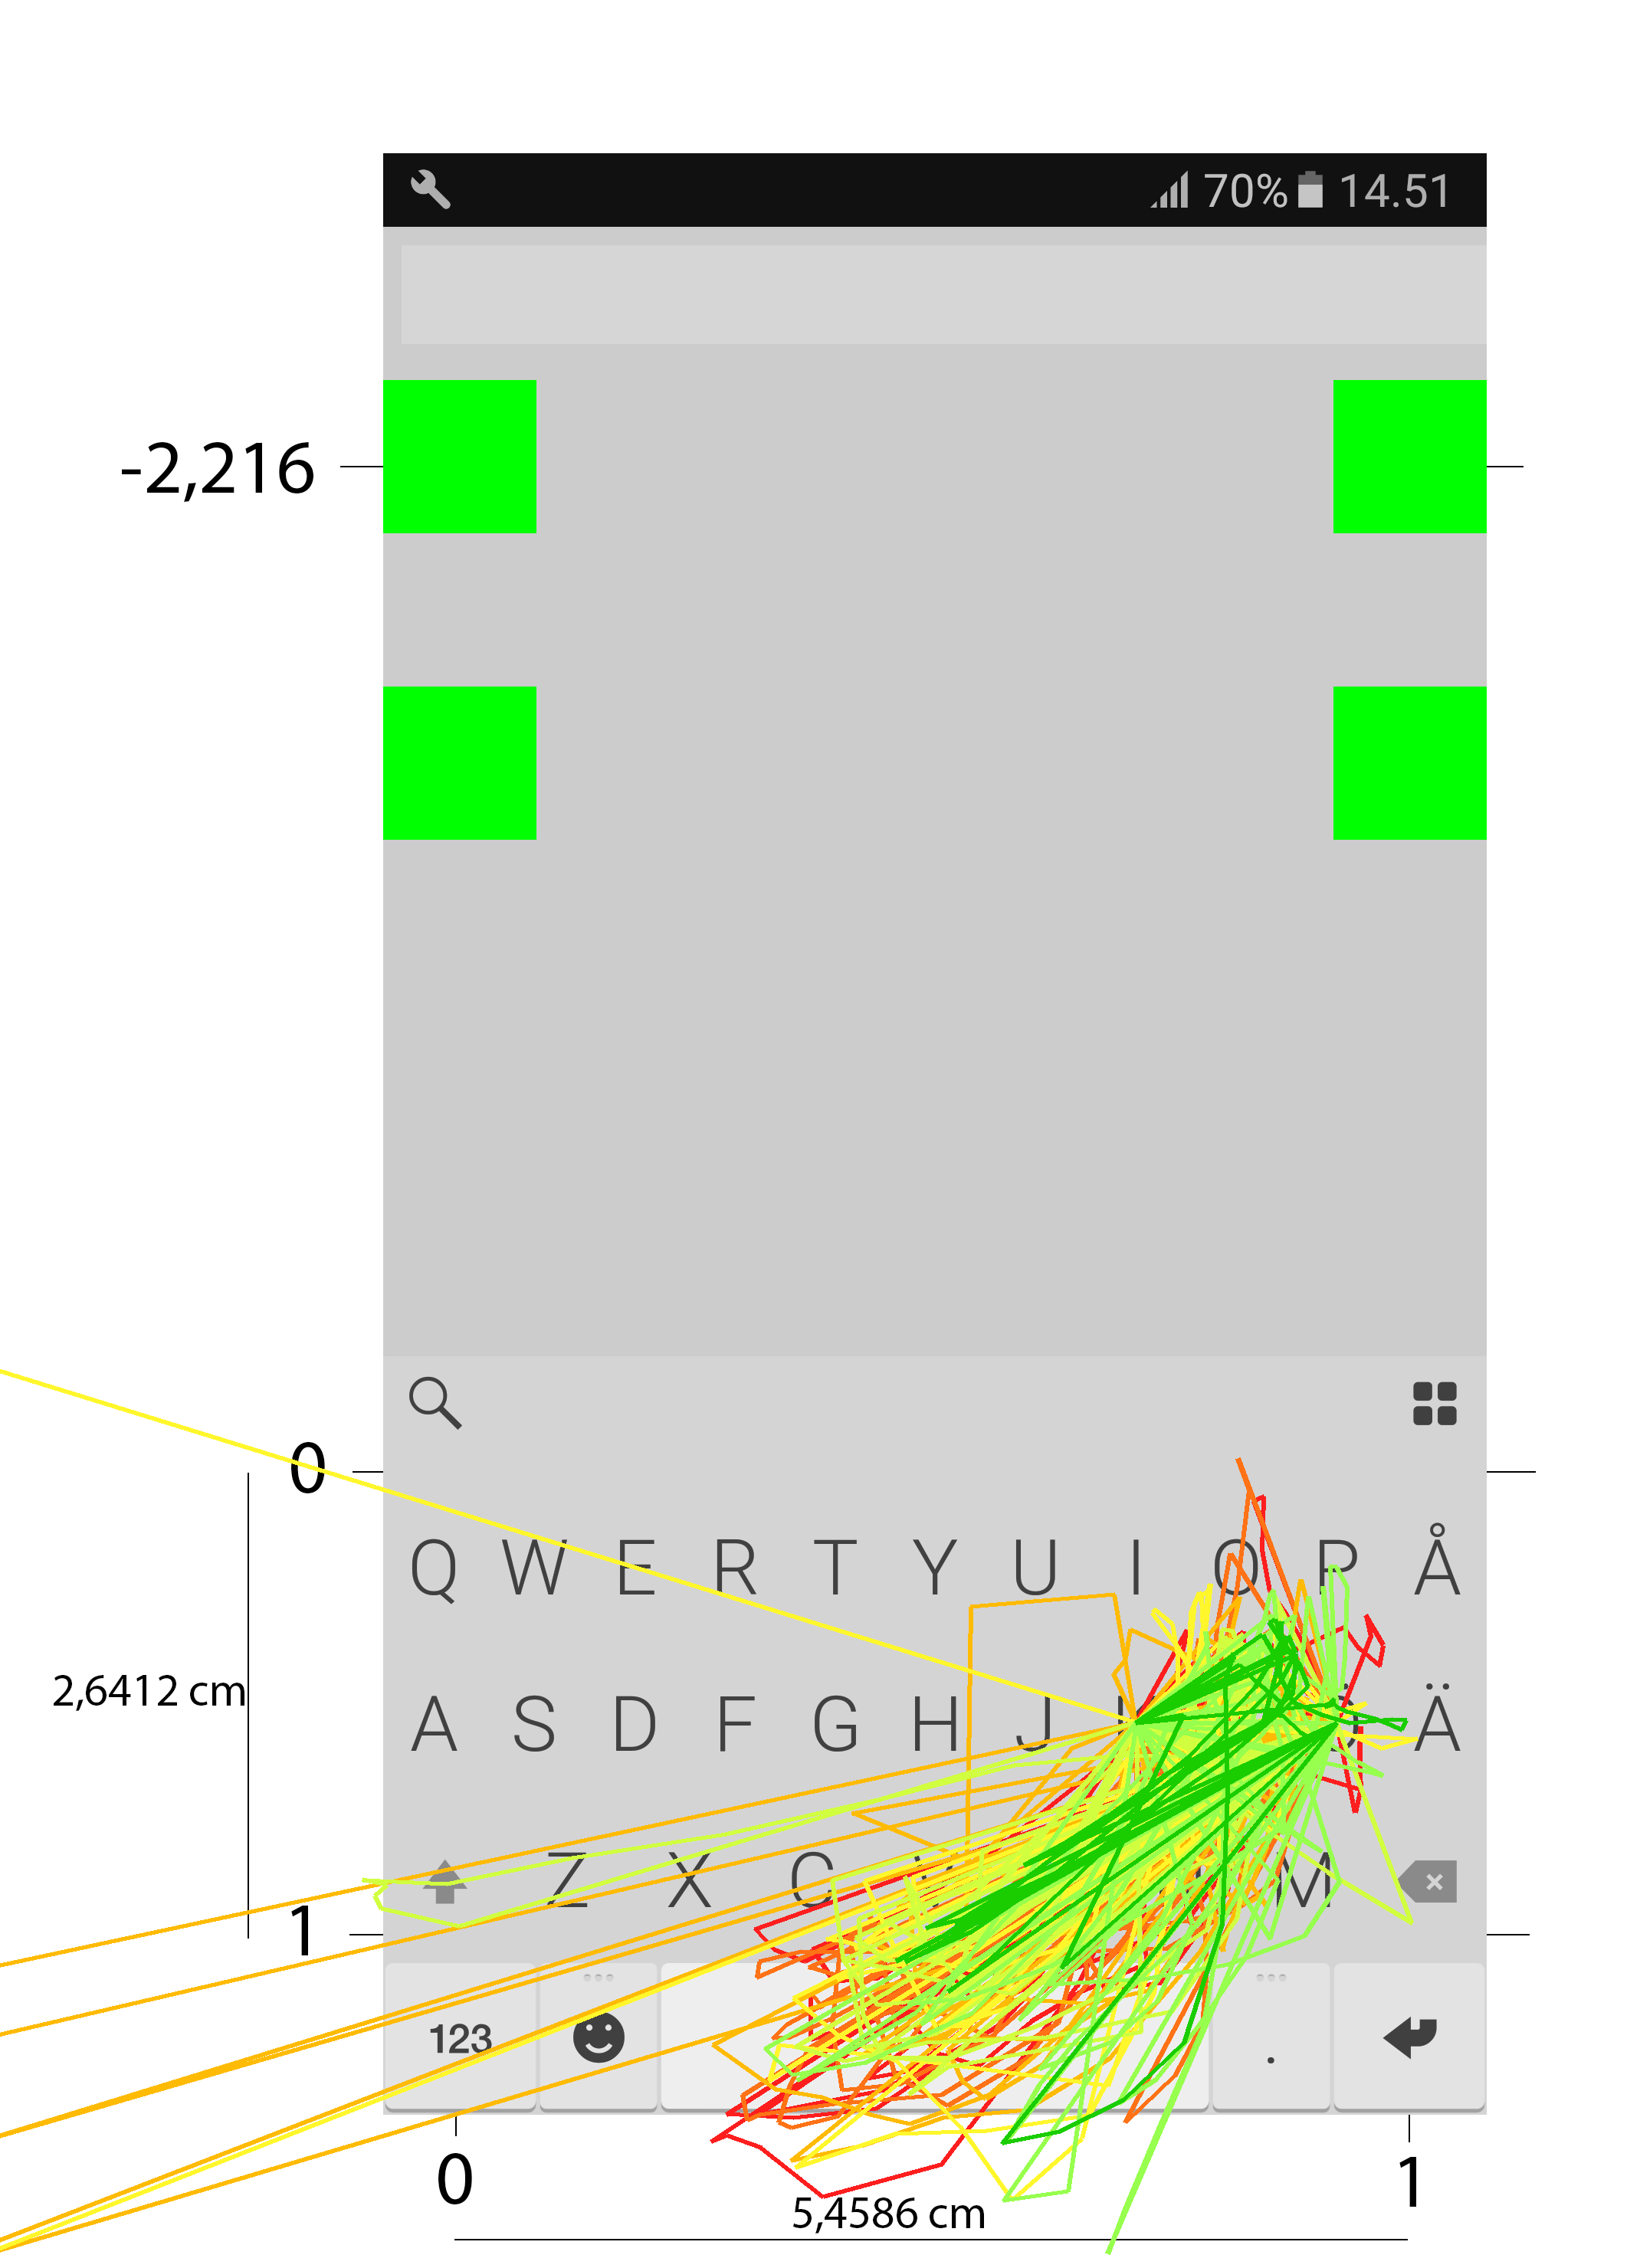 70% 14.51
-2,216
0
Q W E R T Y U I O P Å
2,6412 cm
A S D F G H J K Ö Ä
Z X C V M
1
123
.
0 1
5,4586 cm